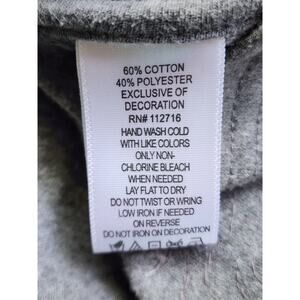 60% COTTON
40% POLYESTER
EXCLUSIVE OF
DECORATION
RN# 112716
HAND WASH COLD
WITH LIKE COLORS
ONLY NON-
CHLORINE BLEACH
WHEN NEEDED
LAY FLAT TO DRY
DO NOT TWIST OR WRING
LOW IRON IF NEEDED
ON REVERSE
DO NOT IRON ON DECORATION